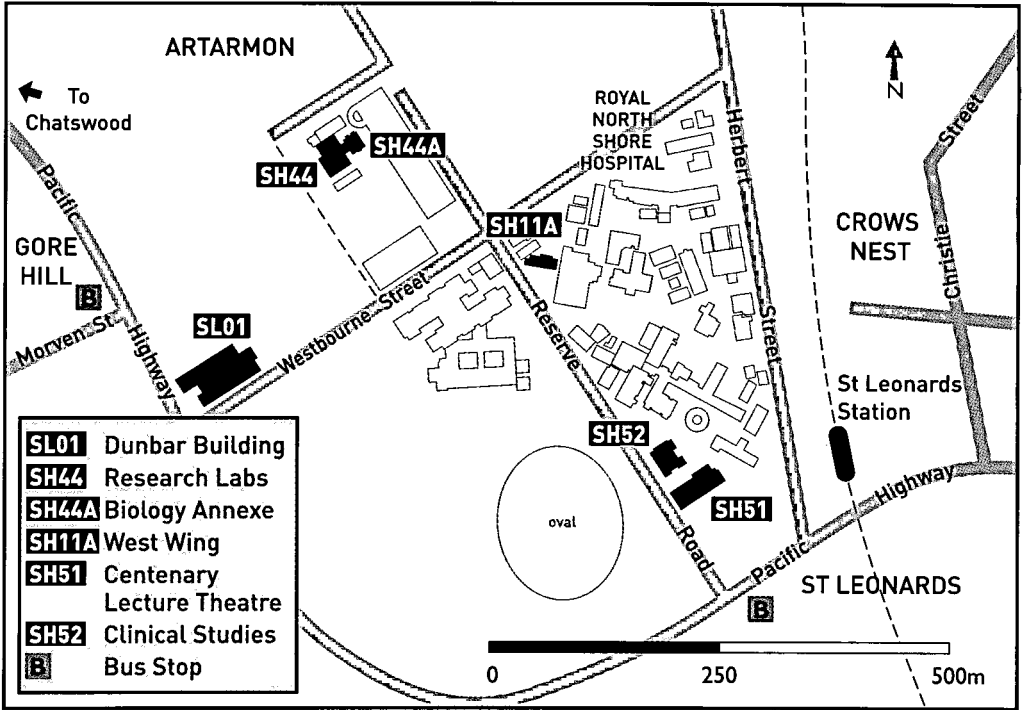 ARTARMON
To
Chatswood
N
ROYAL
NORTH
SHORE
HOSPITAL
Herbert
Street
Street
Christie
SH44A
SH44
SH11A
CROWS
NEST
Pacific
Highway
GORE
HILL
B
Morven St
SL01
Westbourne Street
Reserve
Road
St Leonards
Station
SH52
SH51
oval
Pacific
Highway
ST LEONARDS
B
SL01 Dunbar Building
SH44 Research Labs
SH44A Biology Annexe
SH11A West Wing
SH51 Centenary
Lecture Theatre
SH52 Clinical Studies
B Bus Stop
0 250 500m